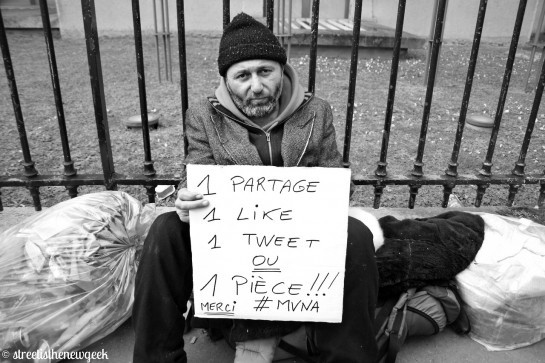 1 PARTAGE
1 LiKE
1 TWEET
OU
1 PIÈCE!!!
MERCi #MVNA
© streetisthenewgeek